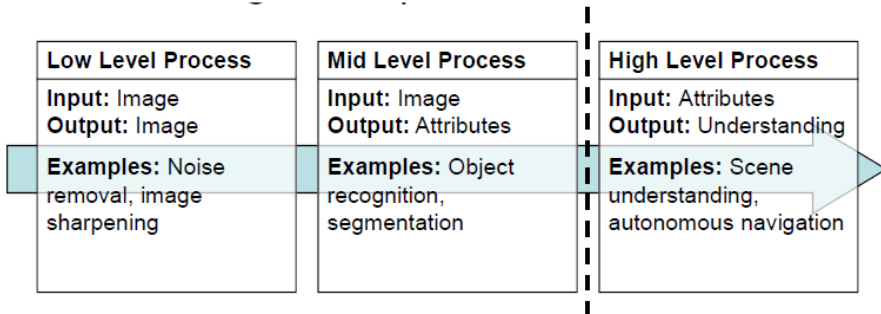 Low Level Process
Input: Image
Output: Image
Examples: Noise
removal, image
sharpening
Mid Level Process
Input: Image
Output: Attributes
Examples: Object
recognition,
segmentation
High Level Process
Input: Attributes
Output: Understanding
Examples: Scene
understanding,
autonomous navigation